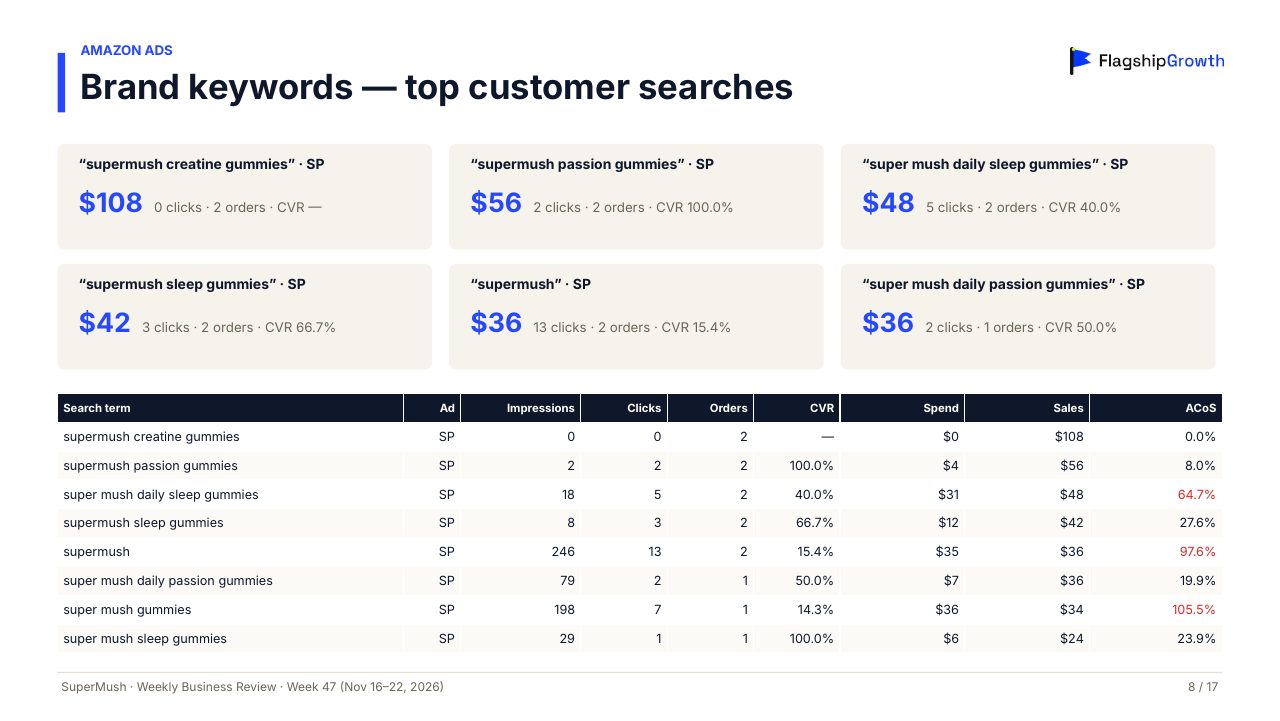 AMAZON ADS
Brand keywords — top customer searches
FlagshipGrowth
“supermush creatine gummies” · SP
$108 0 clicks · 2 orders · CVR —
“supermush passion gummies” · SP
$56 2 clicks · 2 orders · CVR 100.0%
“super mush daily sleep gummies” · SP
$48 5 clicks · 2 orders · CVR 40.0%
“supermush sleep gummies” · SP
$42 3 clicks · 2 orders · CVR 66.7%
“supermush” · SP
$36 13 clicks · 2 orders · CVR 15.4%
“super mush daily passion gummies” · SP
$36 2 clicks · 1 orders · CVR 50.0%
Search term Ad Impressions Clicks Orders CVR Spend Sales ACoS
supermush creatine gummies SP 0 0 2 — $0 $108 0.0%
supermush passion gummies SP 2 2 2 100.0% $4 $56 8.0%
super mush daily sleep gummies SP 18 5 2 40.0% $31 $48 64.7%
supermush sleep gummies SP 8 3 2 66.7% $12 $42 27.6%
supermush SP 246 13 2 15.4% $35 $36 97.6%
super mush daily passion gummies SP 79 2 1 50.0% $7 $36 19.9%
super mush gummies SP 198 7 1 14.3% $36 $34 105.5%
super mush sleep gummies SP 29 1 1 100.0% $6 $24 23.9%
SuperMush · Weekly Business Review · Week 47 (Nov 16–22, 2026)
8 / 17